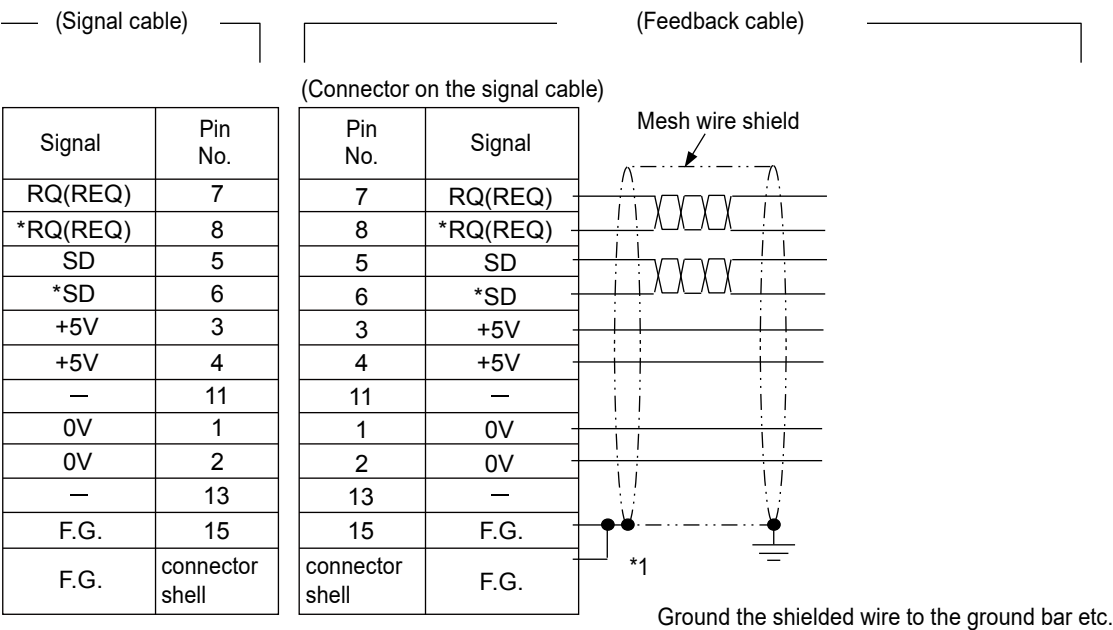 (Signal cable)
(Feedback cable)
(Connector on the signal cable)
Mesh wire shield
Signal Pin No. Pin No. Signal
RQ(REQ) 7 7 RQ(REQ)
*RQ(REQ) 8 8 *RQ(REQ)
SD 5 5 SD
*SD 6 6 *SD
+5V 3 3 +5V
+5V 4 4 +5V
— 11 11 —
0V 1 1 0V
0V 2 2 0V
— 13 13 —
F.G. 15 15 F.G.
F.G. connector shell connector shell F.G.
*1
Ground the shielded wire to the ground bar etc.